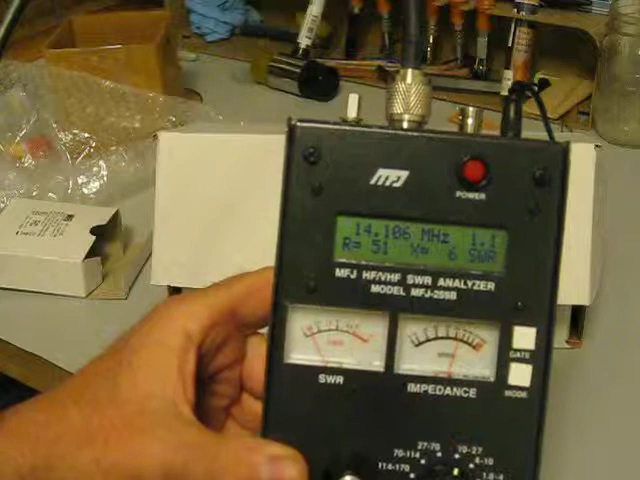 MFJ
POWER
14.106 MHz 1.1
R= 51 X= 6 SWR
MFJ HF/VHF SWR ANALYZER
MODEL MFJ-259B
SWR
IMPEDANCE
GATE
MODE
27-70
10-27
70-114
4-10
114-170
1.8-4